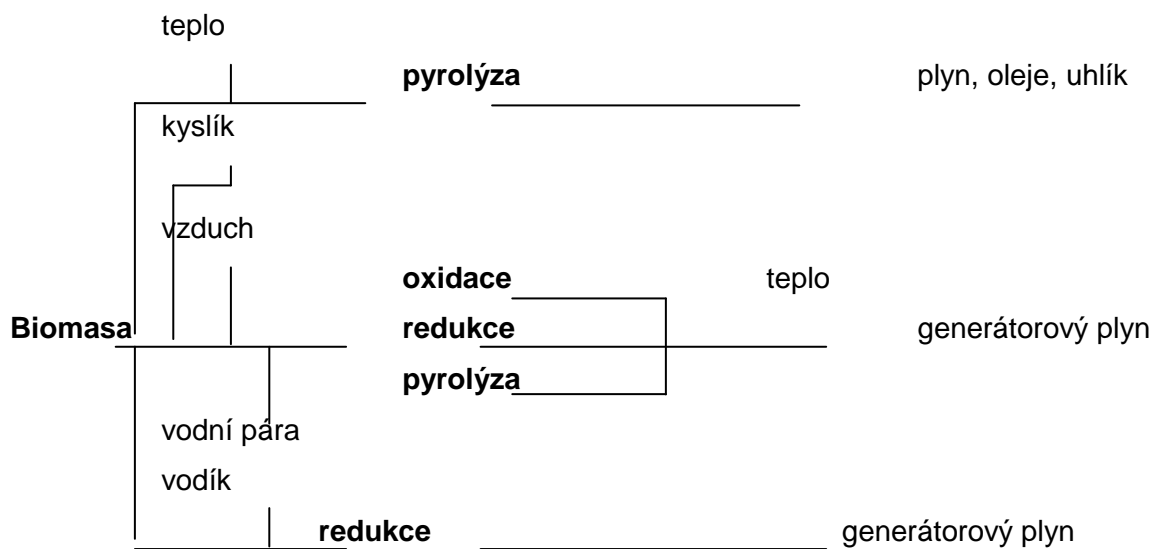 teplo
pyrolýza plyn, oleje, uhlík
kyslík
vzduch
oxidace teplo
Biomasa redukce generátorový plyn
pyrolýza
vodní pára
vodík
redukce generátorový plyn